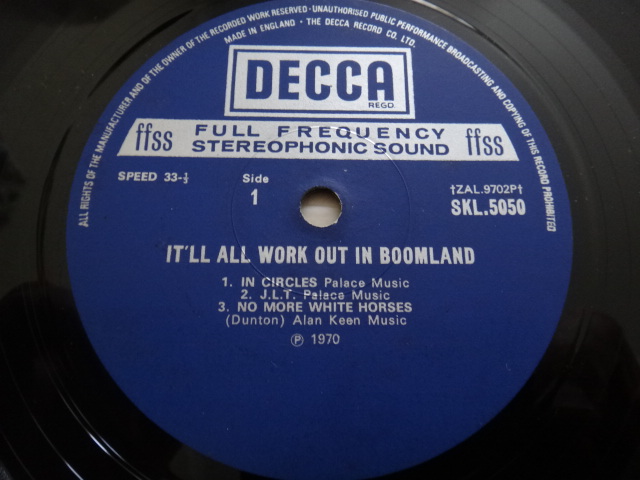 ALL RIGHTS OF THE MANUFACTURER AND OF THE OWNER OF THE RECORDED WORK RESERVED · UNAUTHORISED PUBLIC PERFORMANCE BROADCASTING AND COPYING OF THIS RECORD PROHIBITED
MADE IN ENGLAND · THE DECCA RECORD CO. LTD.
DECCA
REGD.
ffss FULL FREQUENCY ffss
STEREOPHONIC SOUND
SPEED 33-⅓ Side †ZAL.9702P†
1 SKL.5050
IT'LL ALL WORK OUT IN BOOMLAND
1. IN CIRCLES Palace Music
2. J.L.T. Palace Music
3. NO MORE WHITE HORSES
(Dunton) Alan Keen Music
℗ 1970